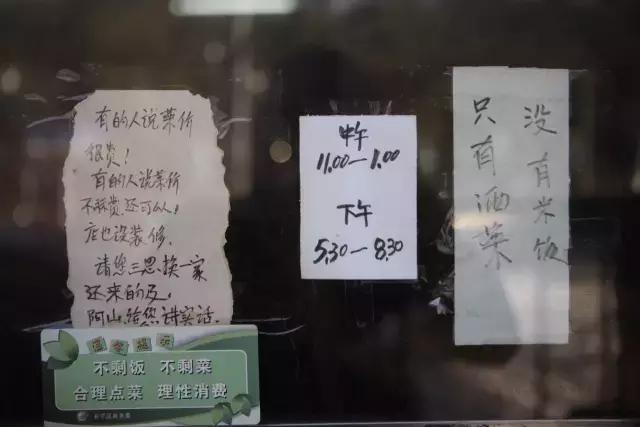 有的人说菜价
很贵！
有的人说菜价
不算贵.还可以！
店也没装修.
请您三思.换一家
还来的及.
阿山.给您讲实话.
不剩饭 不剩菜
合理点菜 理性消费
中午
11.00—1.00
下午
5.30—8.30
没有米饭
只有酒菜